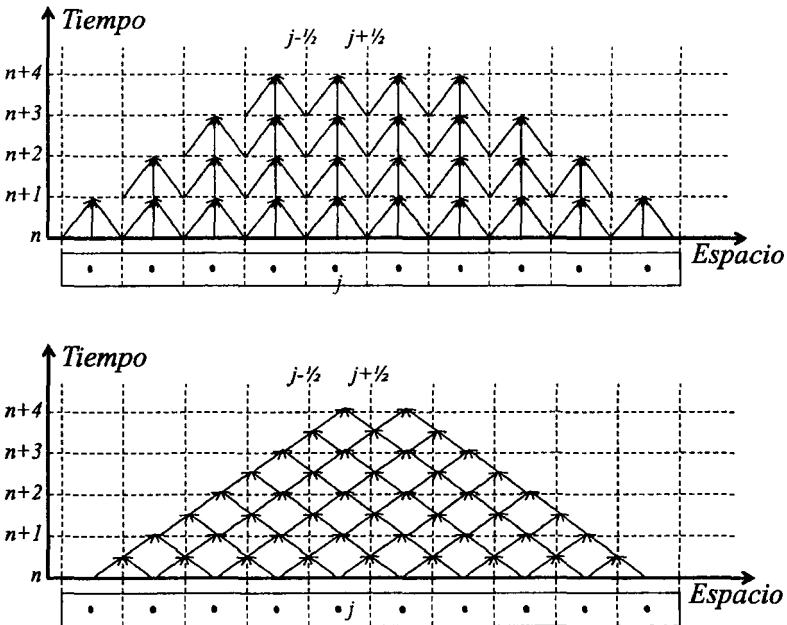 Tiempo
j-½ j+½
n+4
n+3
n+2
n+1
n
Espacio
j
Tiempo
j-½ j+½
n+4
n+3
n+2
n+1
n
Espacio
j